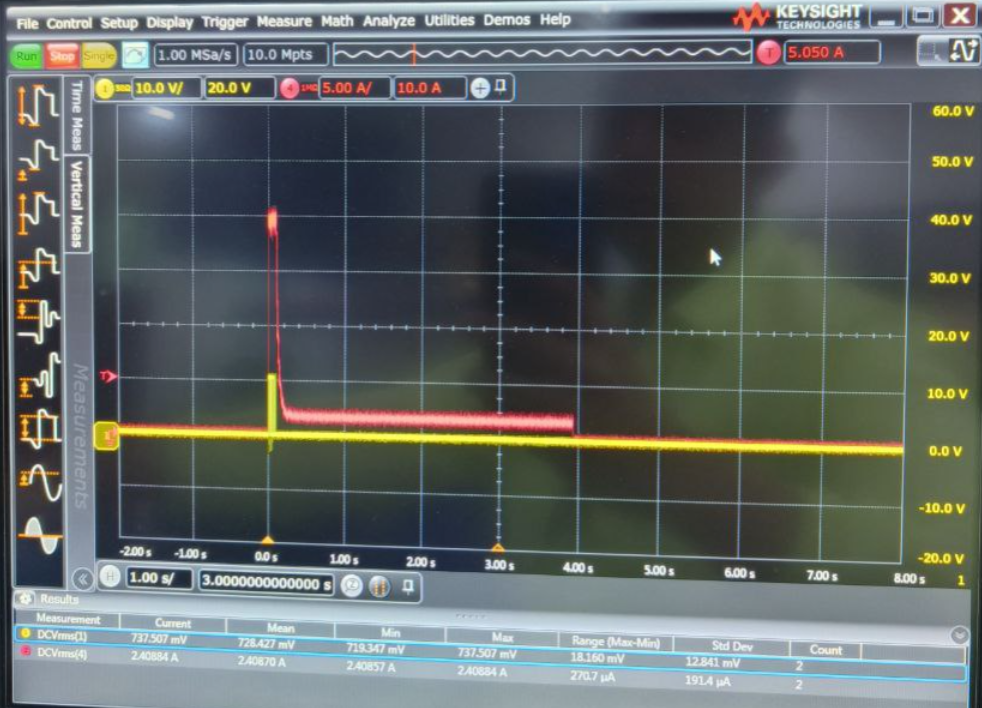 File Control Setup Display Trigger Measure Math Analyze Utilities Demos Help
KEYSIGHT
TECHNOLOGIES
Run Stop Single 1.00 MSa/s 10.0 Mpts T 5.050 A
1 50Ω 10.0 V/ 20.0 V 4 1MΩ 5.00 A/ 10.0 A
Time Meas
Vertical Meas
Measurements
60.0 V
50.0 V
40.0 V
30.0 V
20.0 V
T
10.0 V
0.0 V
-10.0 V
-20.0 V
-2.00 s -1.00 s 0.0 s 1.00 s 2.00 s 3.00 s 4.00 s 5.00 s 6.00 s 7.00 s 8.00 s 1
H 1.00 s/ 3.0000000000000 s
Results
Measurement Current Mean Min Max Range (Max-Min) Std Dev Count
DCVrms(1) 737.507 mV 728.427 mV 719.347 mV 737.507 mV 18.160 mV 12.841 mV 2
DCVrms(4) 2.40884 A 2.40870 A 2.40857 A 2.40884 A 270.7 µA 191.4 µA 2